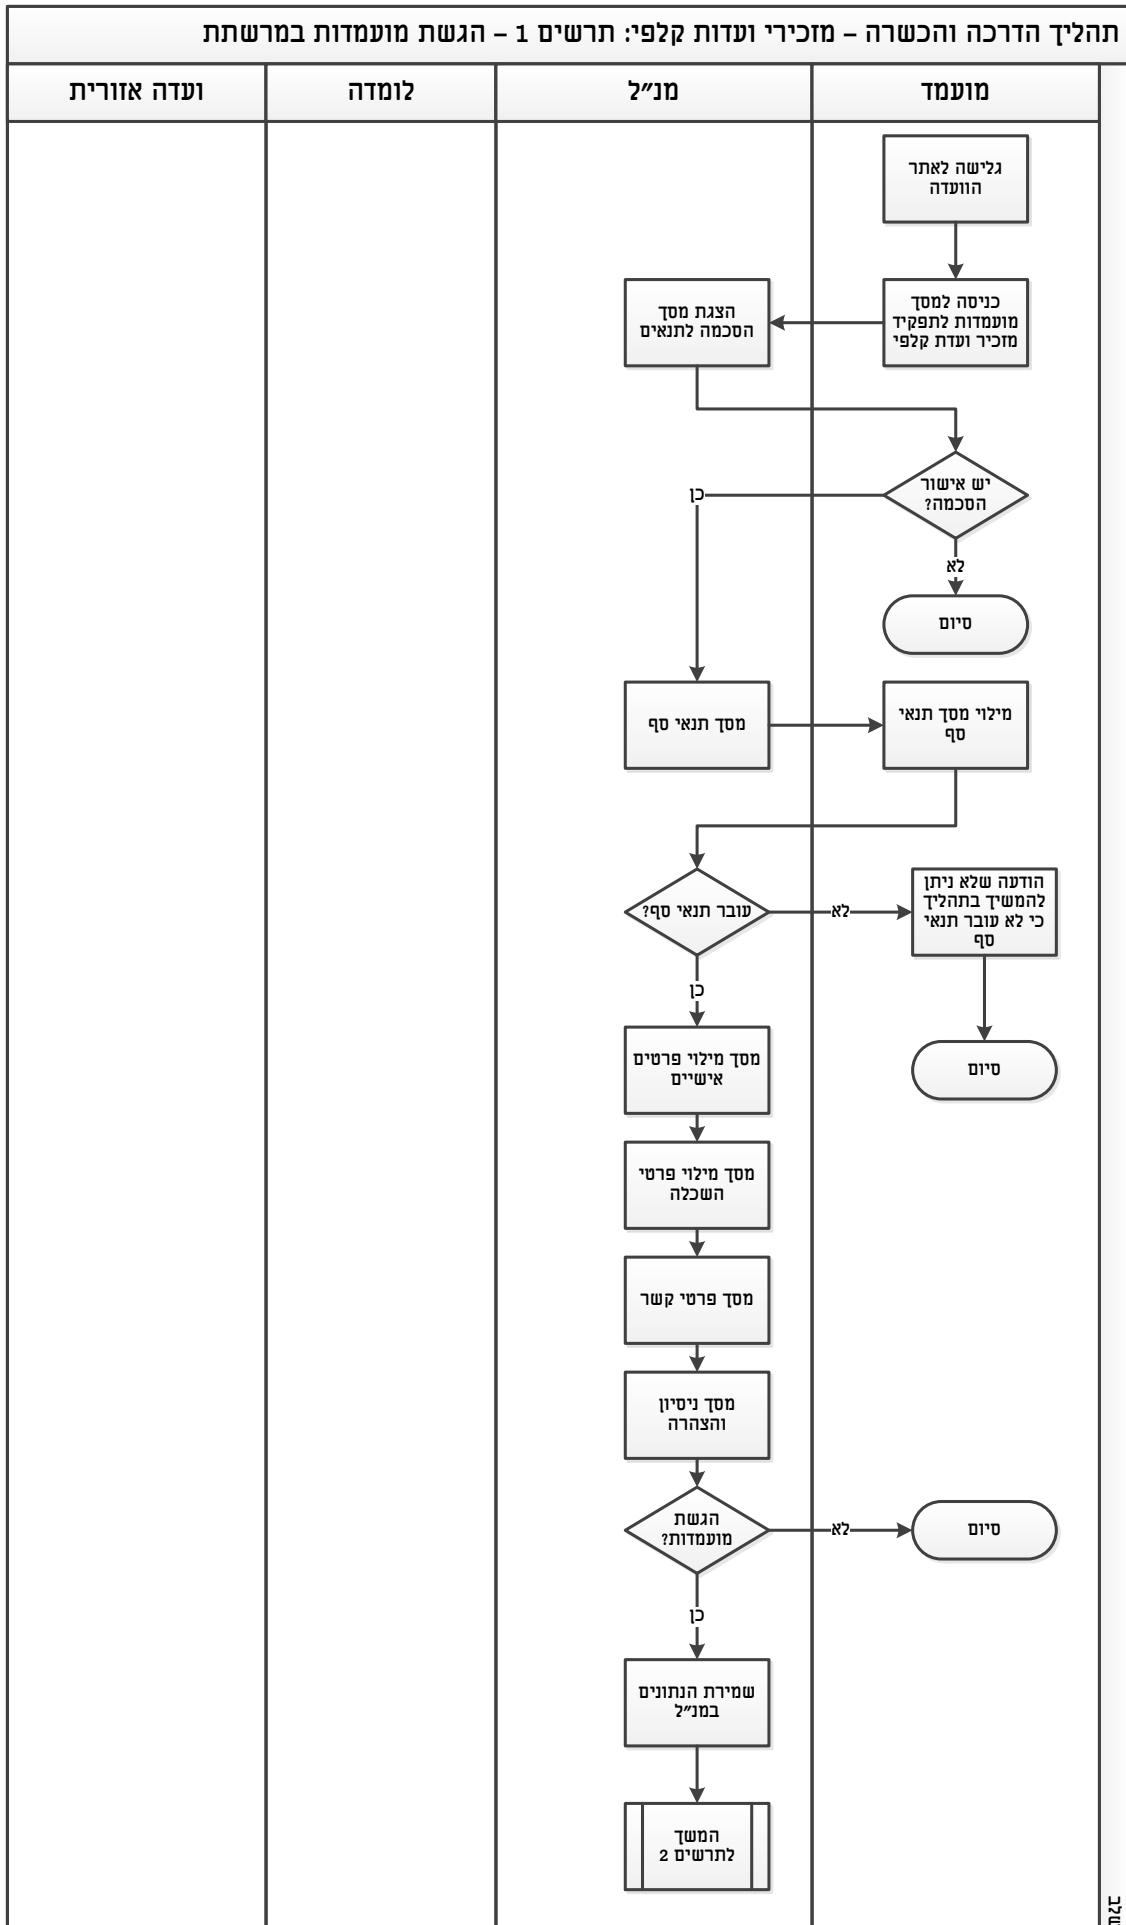 תהליך הדרכה והכשרה – מזכירי ועדות קלפי: תרשים 1 – הגשת מועמדות במרשתת
מועמד
מנ״ל
לומדה
ועדה אזורית
גלישה לאתר
הוועדה
כניסה למסך
מועמדות לתפקיד
מזכיר ועדת קלפי
הצגת מסך
הסכמה לתנאים
יש אישור
הסכמה?
כן
לא
סיום
מסך תנאי סף
מילוי מסך תנאי
סף
עובר תנאי סף?
לא
הודעה שלא ניתן
להמשיך בתהליך
כי לא עובר תנאי
סף
כן
סיום
מסך מילוי פרטים
אישיים
מסך מילוי פרטי
השכלה
מסך פרטי קשר
מסך ניסיון
והצהרה
הגשת
מועמדות?
לא
סיום
כן
שמירת הנתונים
במנ״ל
המשך
לתרשים 2
שלב